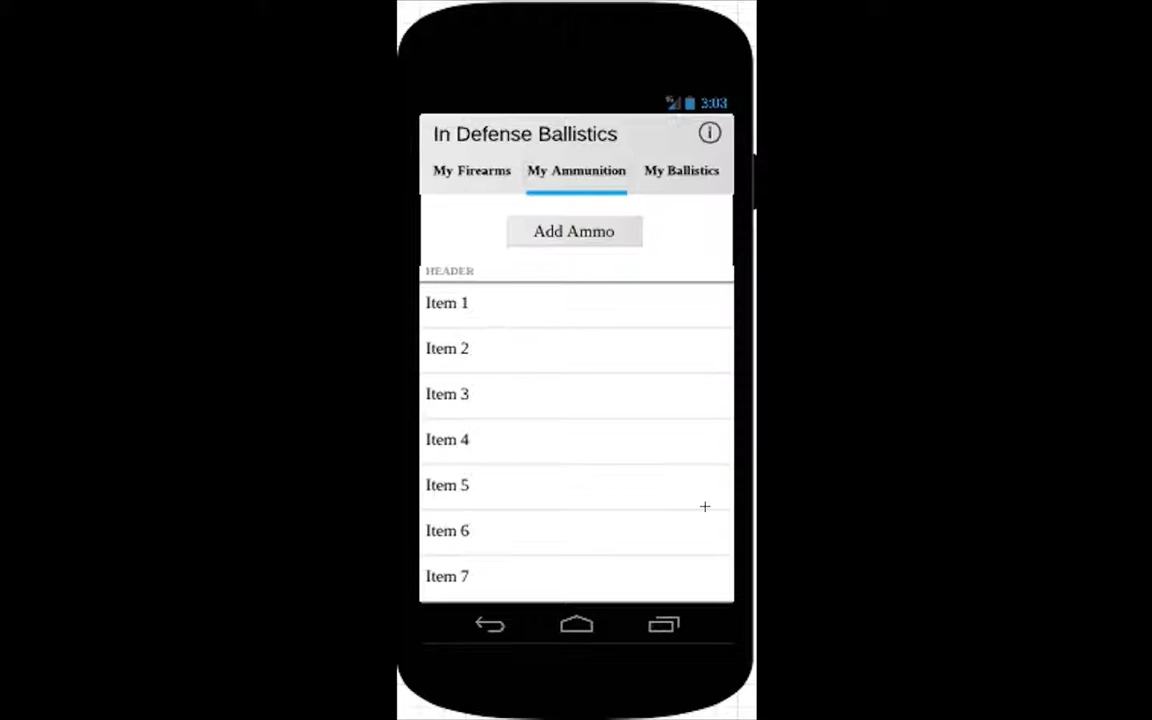 3:03
In Defense Ballistics
My Firearms My Ammunition My Ballistics
Add Ammo
HEADER
Item 1
Item 2
Item 3
Item 4
Item 5
Item 6
Item 7